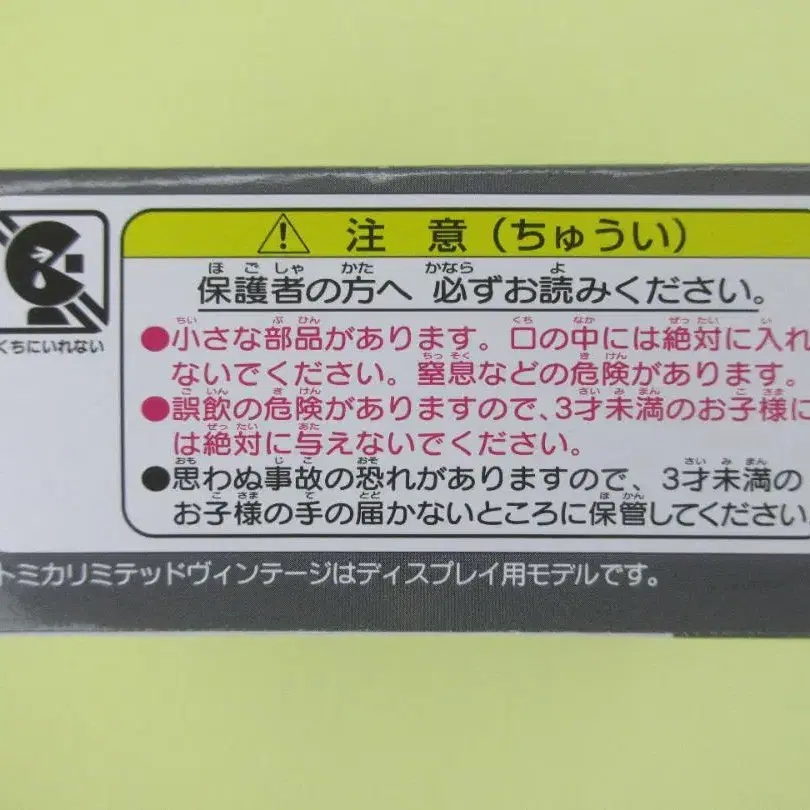 注意(ちゅうい)
保護者の方へ 必ずお読みください。
●小さな部品があります。口の中には絶対に入れ
ないでください。窒息などの危険があります。
●誤飲の危険がありますので、3才未満のお子様に
は絶対に与えないでください。
●思わぬ事故の恐れがありますので、3才未満の
お子様の手の届かないところに保管してください
くちにいれない
トミカリミテッドヴィンテージはディスプレイ用モデルです。